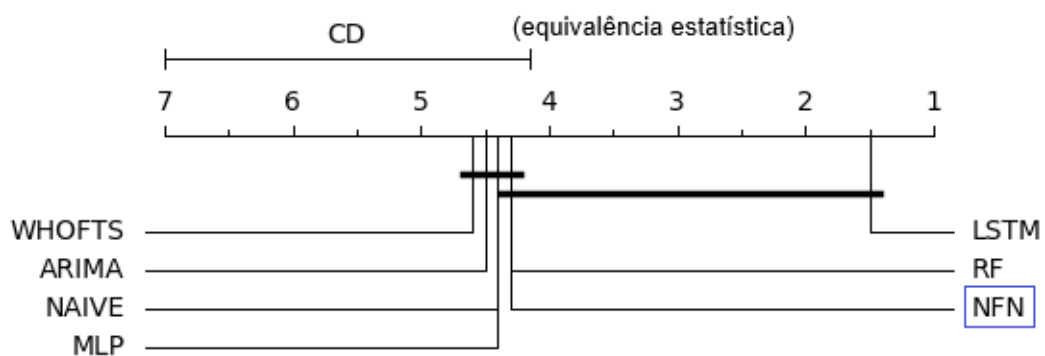 CD
(equivalência estatística)
7 6 5 4 3 2 1
WHOFTS
LSTM
ARIMA
RF
NAIVE
NFN
MLP